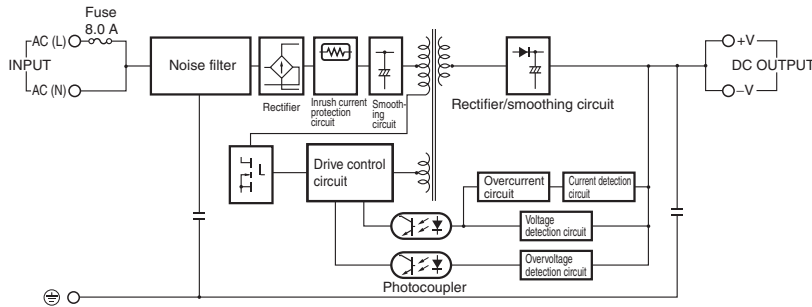 Fuse
8.0 A
AC (L)
INPUT
AC (N)
Noise filter
Rectifier
Inrush current
protection
circuit
Smooth-
ing
circuit
Rectifier/smoothing circuit
+V
DC OUTPUT
–V
Drive control
circuit
Overcurrent
circuit
Current detection
circuit
Voltage
detection circuit
Overvoltage
detection circuit
Photocoupler